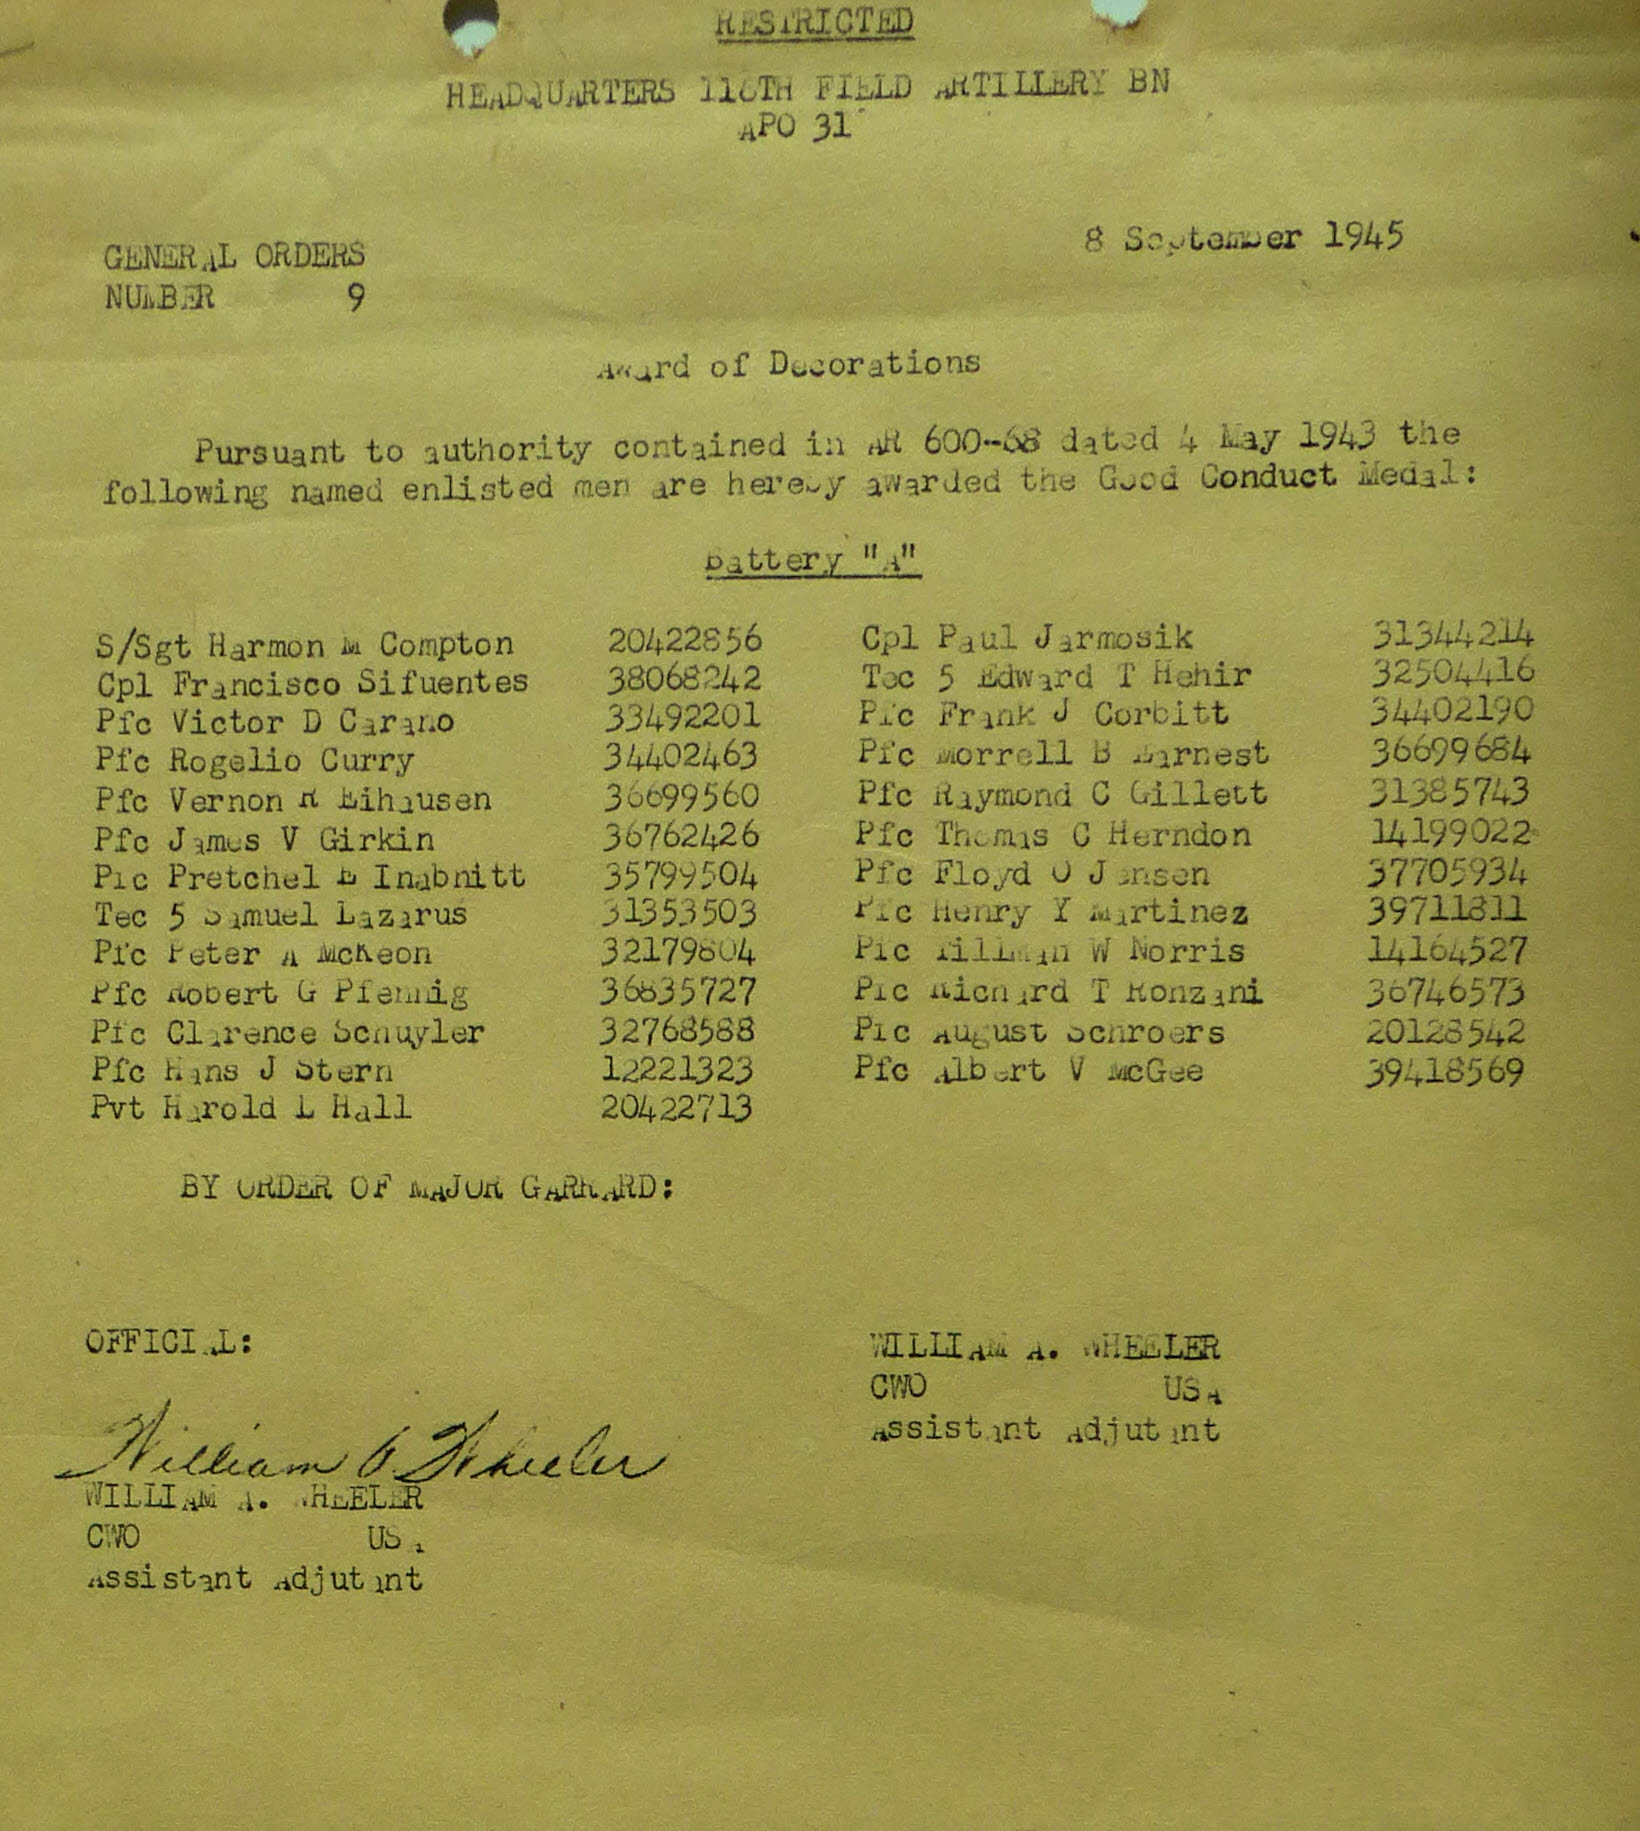 RESTRICTED
HEADQUARTERS 118TH FIELD ARTILLERY BN
APO 31
8 September 1945
GENERAL ORDERS
NUMBER 9
Award of Decorations
Pursuant to authority contained in AR 600-68 dated 4 May 1943 the
following named enlisted men are hereby awarded the Good Conduct Medal:
Battery "A"
S/Sgt Harmon M Compton 20422856 Cpl Paul Jarmosik 31344214
Cpl Francisco Sifuentes 38068242 Tec 5 Edward T Hehir 32504416
Pfc Victor D Carano 33492201 Pfc Frank J Corbitt 34402190
Pfc Rogelio Curry 34402463 Pfc Morrell B Earnest 36699684
Pfc Vernon R Eihausen 36699560 Pfc Raymond C Gillett 31385743
Pfc James V Girkin 36762426 Pfc Thomas C Herndon 14199022
Pfc Pretchel E Inabnitt 35799504 Pfc Floyd O Jensen 37705934
Tec 5 Samuel Lazarus 31353503 Pfc Henry Y Martinez 39711811
Pfc Peter A McKeon 32179804 Pfc Tillman W Norris 14164527
Pfc Robert G Pfennig 36835727 Pfc Richard T Ronzani 36746573
Pfc Clarence Schuyler 32768588 Pfc August Schroers 20128542
Pfc Hans J Stern 12221323 Pfc Albert V McGee 39418569
Pvt Harold L Hall 20422713
BY ORDER OF MAJOR GARRARD:
OFFICIAL:
WILLIAM A. WHEELER
CWO USA
Assistant Adjutant
William A. Wheeler
WILLIAM A. WHEELER
CWO USA
Assistant Adjutant